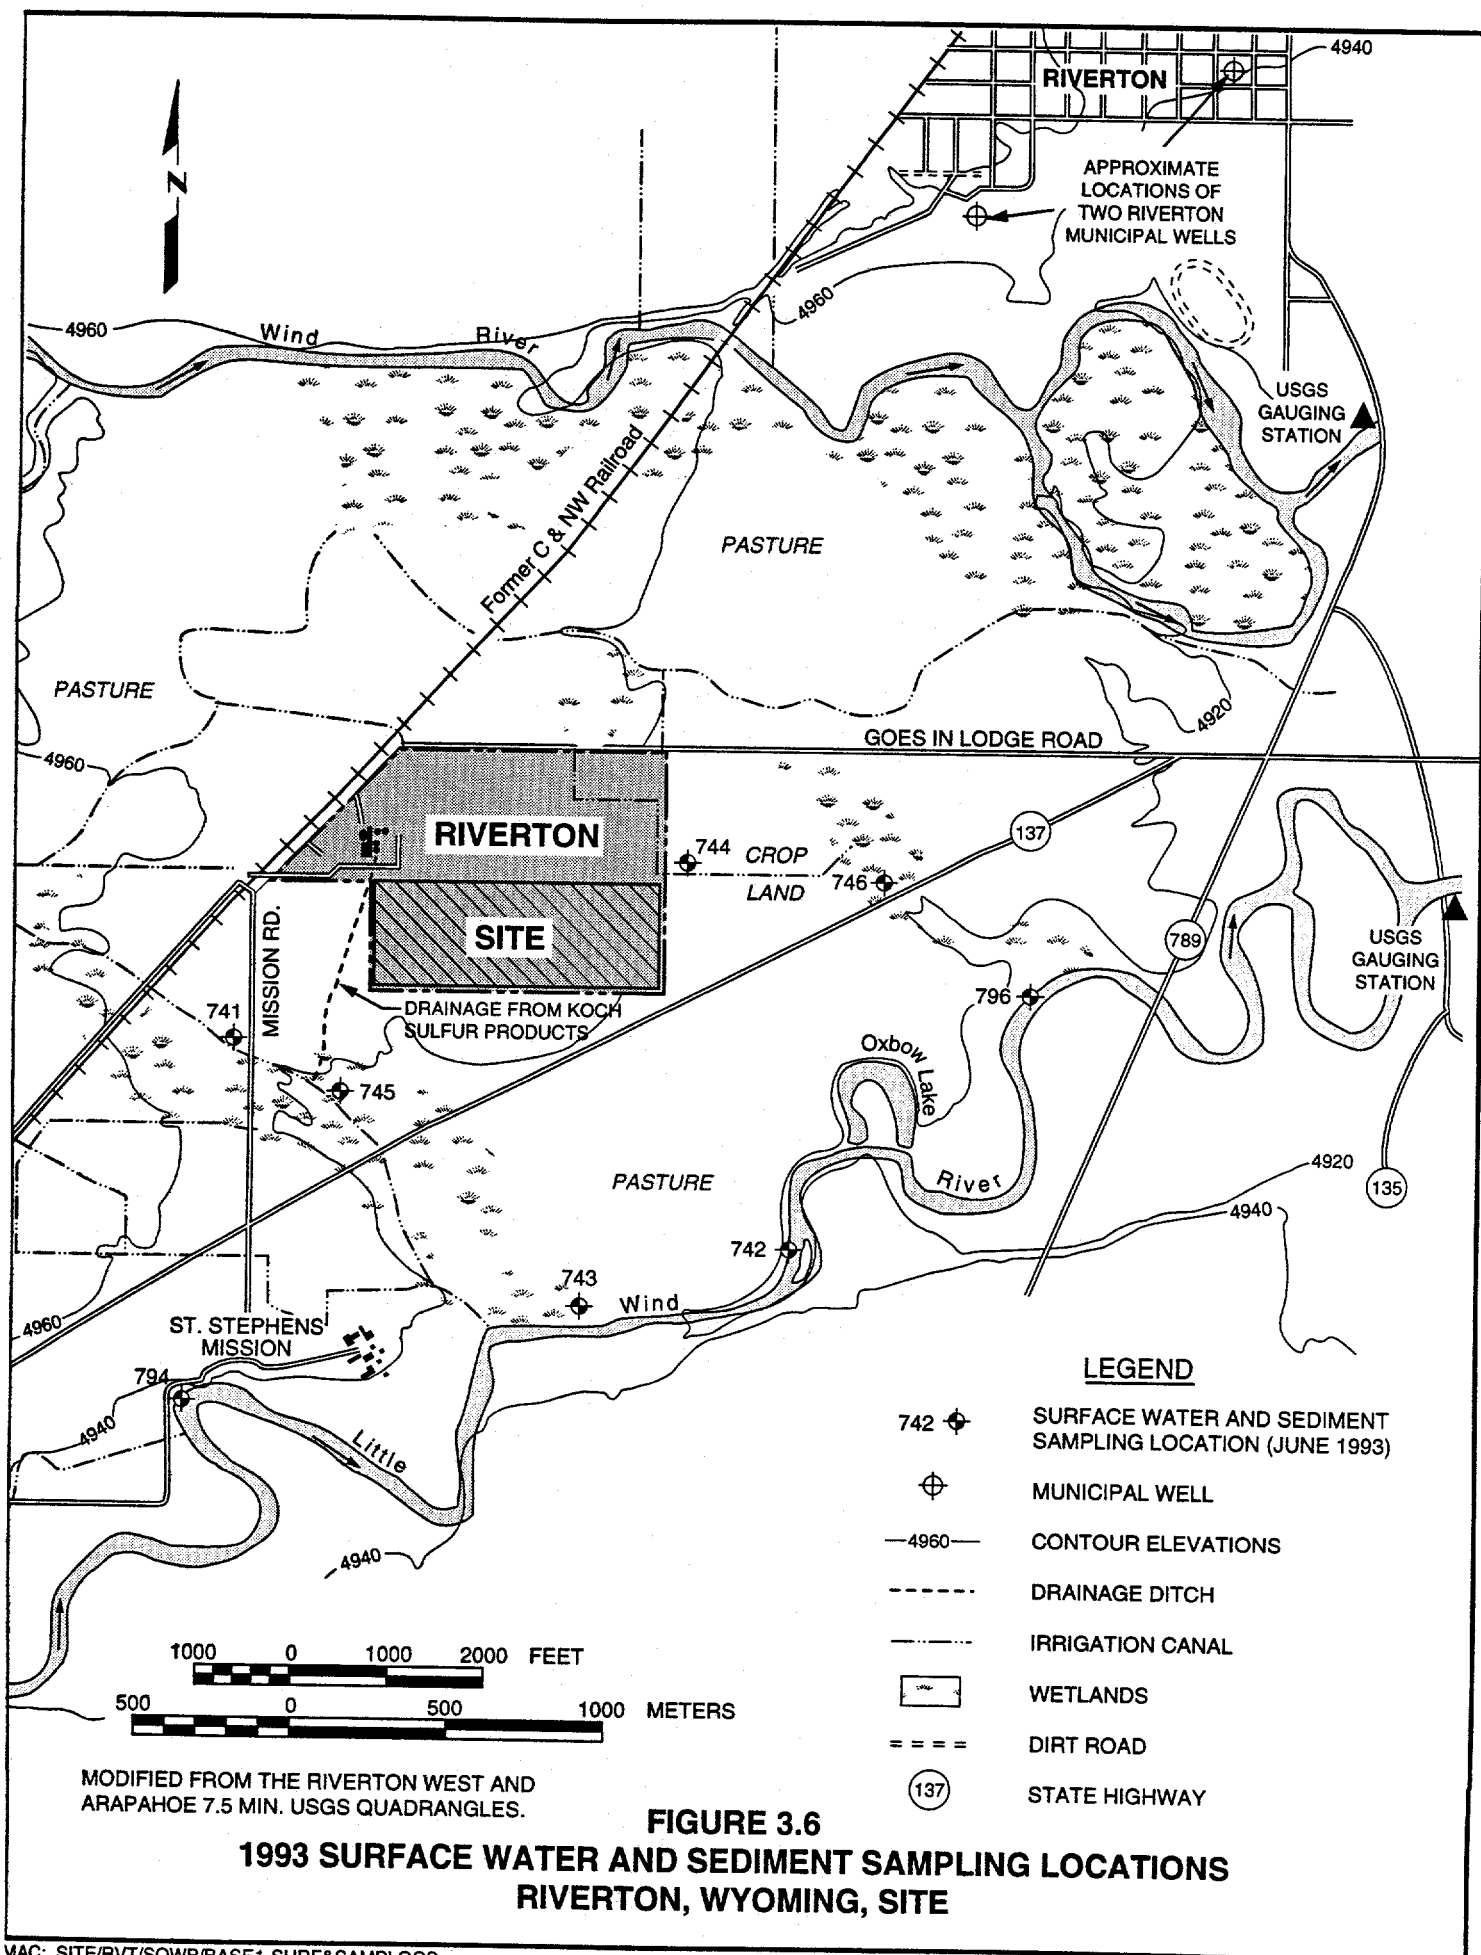 4940
RIVERTON
APPROXIMATE
LOCATIONS OF
TWO RIVERTON
MUNICIPAL WELLS
N
4960
4960
Wind
River
USGS
GAUGING
STATION
Former C & NW Railroad
PASTURE
PASTURE
4920
GOES IN LODGE ROAD
4960
137
RIVERTON
744
CROP
LAND
746
SITE
789
USGS
GAUGING
STATION
MISSION RD.
DRAINAGE FROM KOCH
SULFUR PRODUCTS
796
741
Oxbow Lake
745
4920
PASTURE
River
135
4940
742
743
Wind
4960
ST. STEPHENS
MISSION
794
4940
Little
4940
LEGEND
742 SURFACE WATER AND SEDIMENT
SAMPLING LOCATION (JUNE 1993)
MUNICIPAL WELL
4960 CONTOUR ELEVATIONS
DRAINAGE DITCH
IRRIGATION CANAL
WETLANDS
DIRT ROAD
137 STATE HIGHWAY
1000 0 1000 2000 FEET
500 0 500 1000 METERS
MODIFIED FROM THE RIVERTON WEST AND
ARAPAHOE 7.5 MIN. USGS QUADRANGLES.
FIGURE 3.6
1993 SURFACE WATER AND SEDIMENT SAMPLING LOCATIONS
RIVERTON, WYOMING, SITE